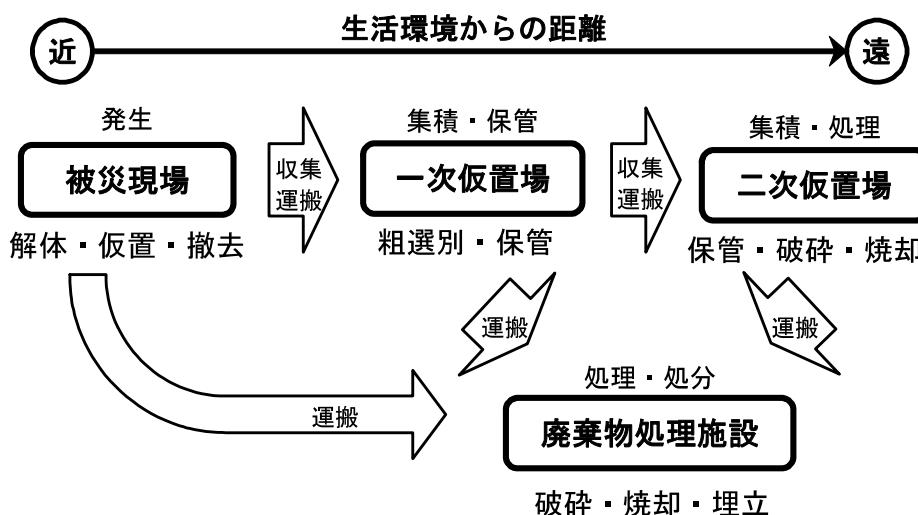 生活環境からの距離
近
遠
発生
被災現場
解体・仮置・撤去
収集
運搬
集積・保管
一次仮置場
粗選別・保管
収集
運搬
集積・処理
二次仮置場
保管・破砕・焼却
運搬
運搬
運搬
処理・処分
廃棄物処理施設
破砕・焼却・埋立